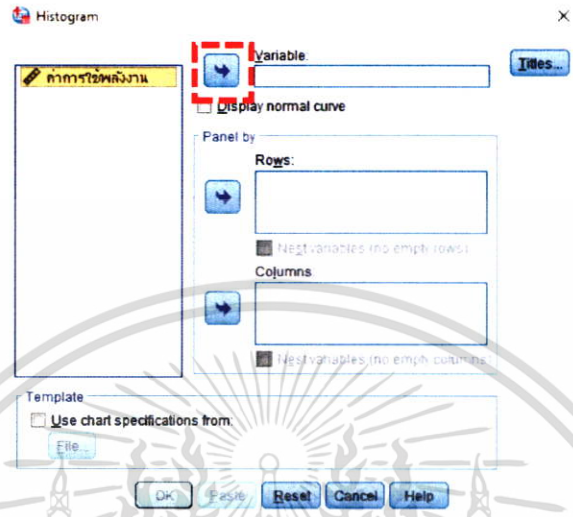 Histogram
ค่าการใช้พลังงาน
Variable:
Titles...
Display normal curve
Panel by
Rows:
Nest variables (no empty rows)
Columns
Nest variables (no empty columns)
Template
Use chart specifications from:
File...
OK
Paste
Reset
Cancel
Help